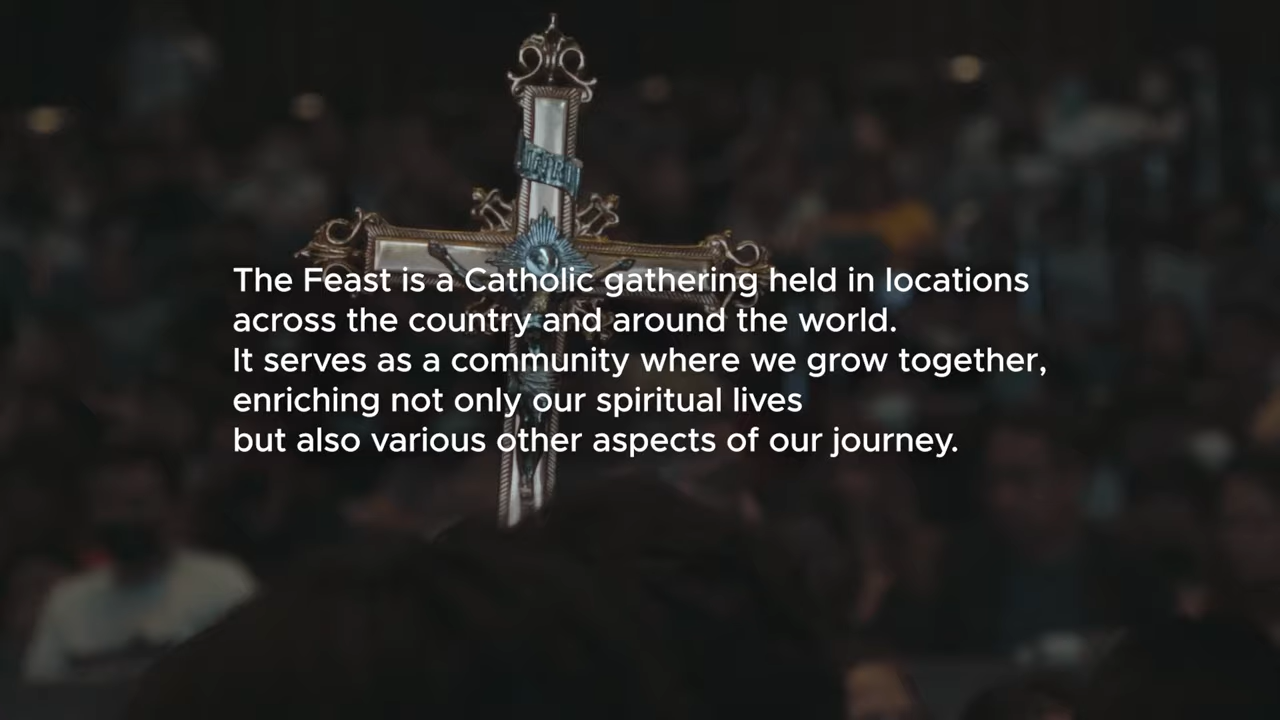 The Feast is a Catholic gathering held in locations
across the country and around the world.
It serves as a community where we grow together,
enriching not only our spiritual lives
but also various other aspects of our journey.